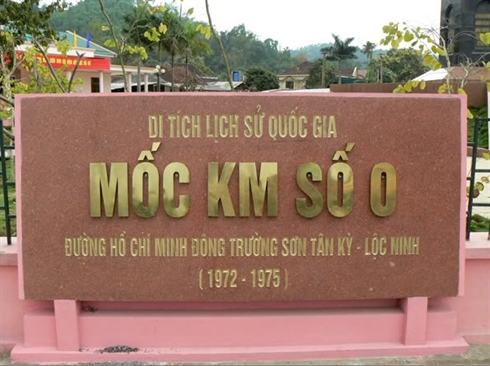 DI TÍCH LỊCH SỬ QUỐC GIA
MỐC KM SỐ 0
ĐƯỜNG HỒ CHÍ MINH ĐÔNG TRƯỜNG SƠN TÂN KỲ - LỘC NINH
( 1972 - 1975 )